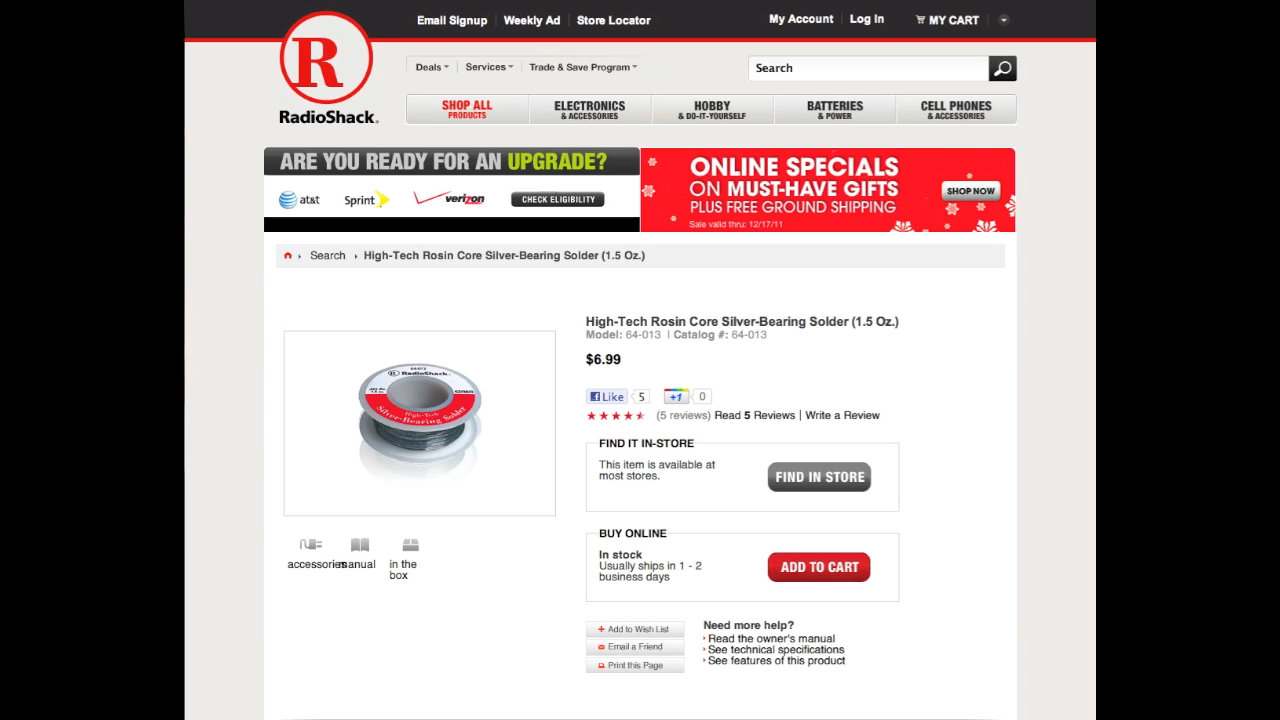 Email Signup Weekly Ad Store Locator My Account Log In MY CART
R
RadioShack.
Deals Services Trade & Save Program Search
SHOP ALL PRODUCTS
ELECTRONICS & ACCESSORIES
HOBBY & DO-IT-YOURSELF
BATTERIES & POWER
CELL PHONES & ACCESSORIES
ARE YOU READY FOR AN UPGRADE?
at&t Sprint verizon CHECK ELIGIBILITY
ONLINE SPECIALS
ON MUST-HAVE GIFTS
PLUS FREE GROUND SHIPPING
Sale valid thru: 12/17/11
SHOP NOW
Search High-Tech Rosin Core Silver-Bearing Solder (1.5 Oz.)
64-013
RadioShack
High-Tech
Silver-Bearing Solder
accessories manual in the
box
High-Tech Rosin Core Silver-Bearing Solder (1.5 Oz.)
Model: 64-013 | Catalog #: 64-013
$6.99
Like 5 +1 0
(5 reviews) Read 5 Reviews | Write a Review
FIND IT IN-STORE
This item is available at
most stores.
FIND IN STORE
BUY ONLINE
In stock
Usually ships in 1 - 2
business days
ADD TO CART
+ Add to Wish List
Email a Friend
Print this Page
Need more help?
Read the owner's manual
See technical specifications
See features of this product